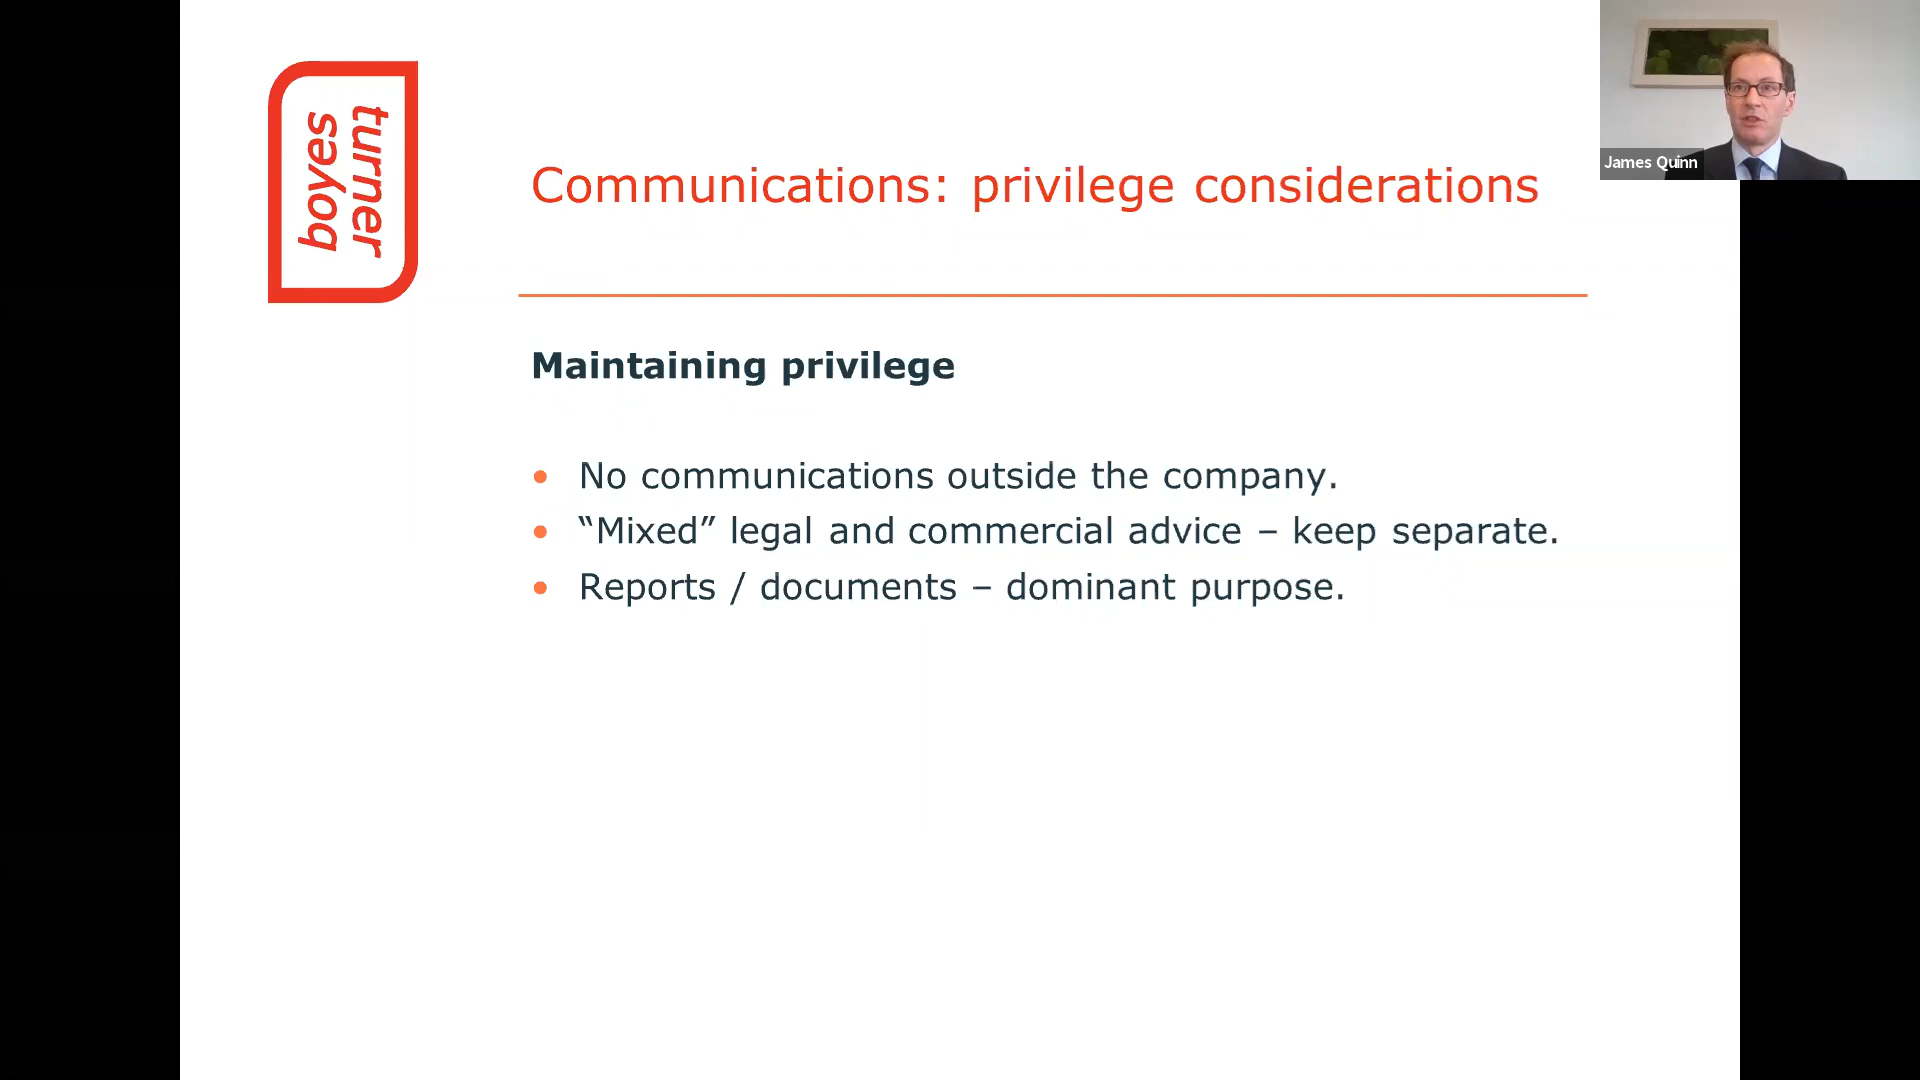 boyes
turner
Communications: privilege considerations
James Quinn
Maintaining privilege
• No communications outside the company.
• “Mixed” legal and commercial advice – keep separate.
• Reports / documents – dominant purpose.